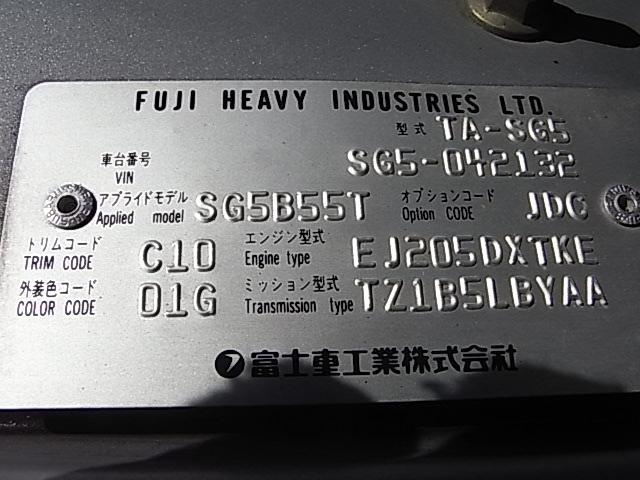 FUJI HEAVY INDUSTRIES LTD.
型式 TA-SG5
車台番号 VIN SG5-042132
アプライドモデル Applied model SG5B55T オプションコード Option CODE JDC
トリムコード TRIM CODE C10 エンジン型式 Engine type EJ205DXTKE
外装色コード COLOR CODE 01G ミッション型式 Transmission type TZ1B5LBYAA
富士重工業株式会社